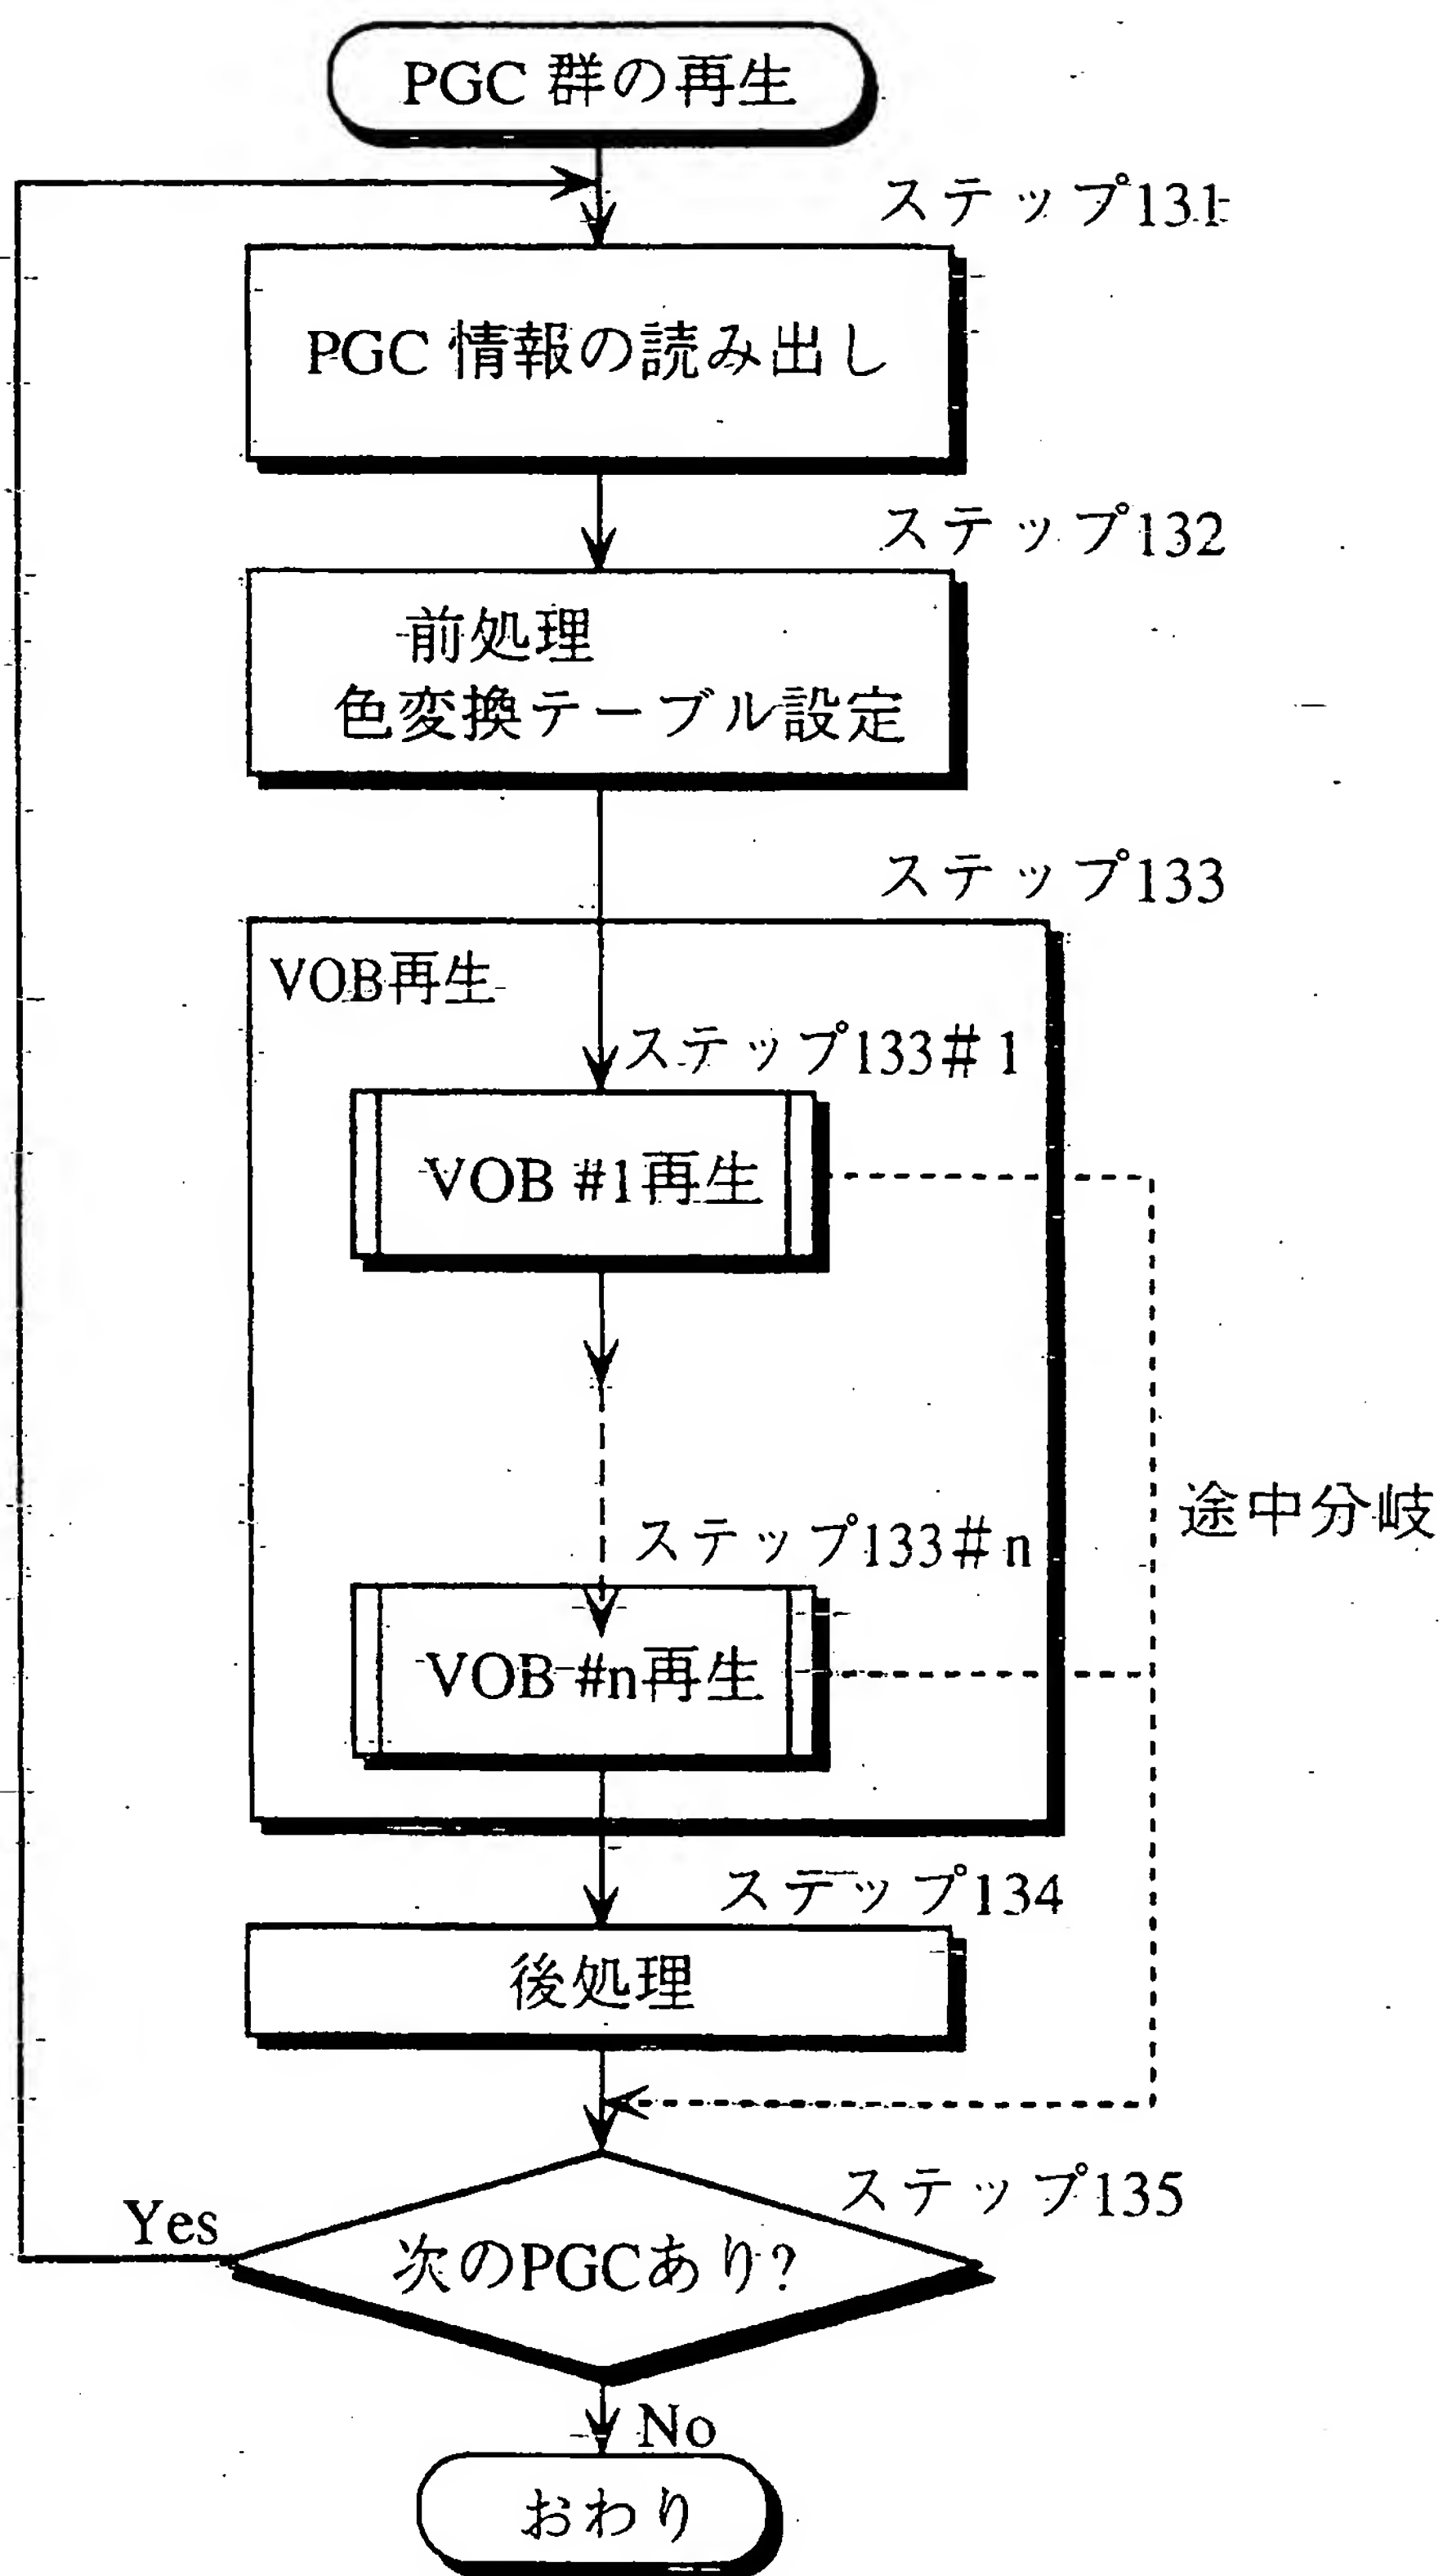 PGC 群の再生
ステップ131
PGC 情報の読み出し
ステップ132
前処理
色変換テーブル設定
ステップ133
VOB再生
ステップ133#1
VOB #1再生
途中分岐
ステップ133#n
VOB #n再生
ステップ134
後処理
ステップ135
Yes
次のPGCあり?
No
おわり